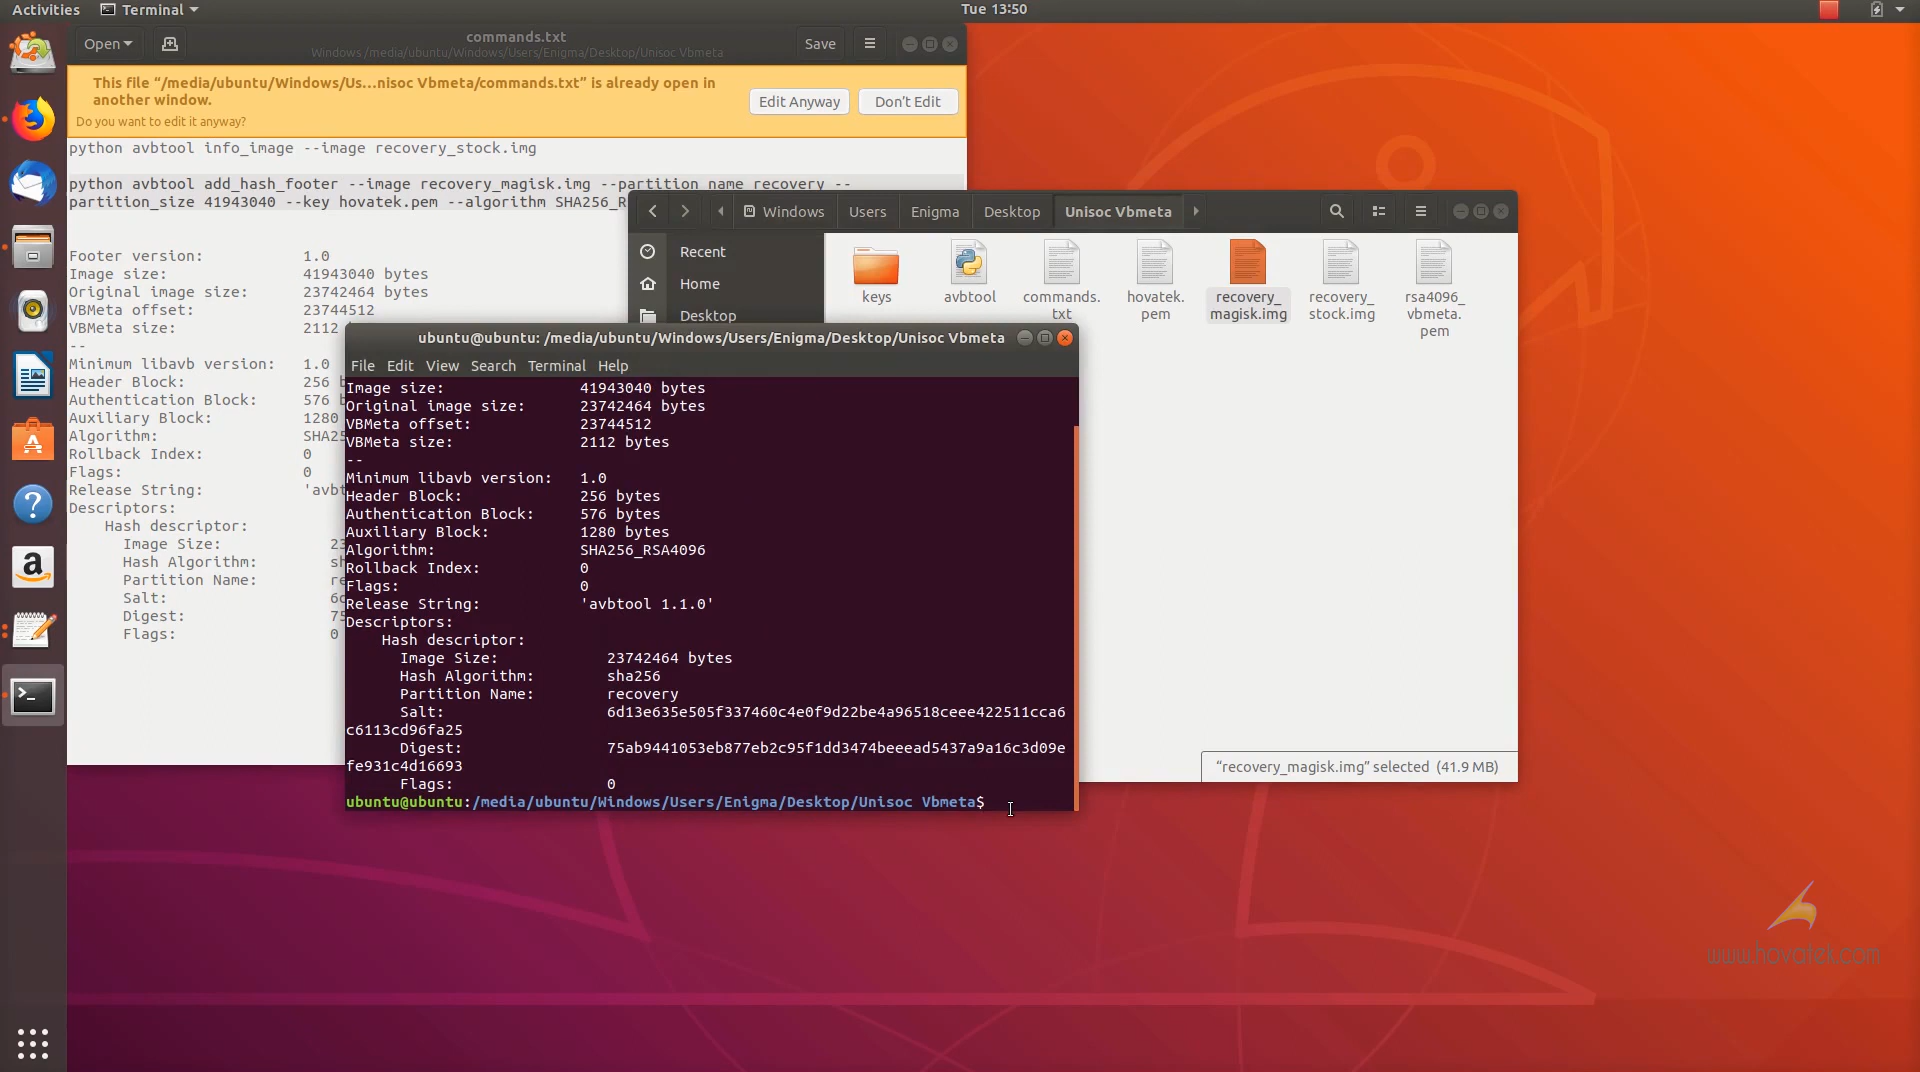 Activities
Terminal
Tue 13:50
Open
commands.txt
Windows /media/ubuntu/Windows/Users/Enigma/Desktop/Unisoc Vbmeta
Save
This file “/media/ubuntu/Windows/Us...nisoc Vbmeta/commands.txt” is already open in
another window.
Do you want to edit it anyway?
Edit Anyway
Don't Edit
python avbtool info_image --image recovery_stock.img
python avbtool add_hash_footer --image recovery_magisk.img --partition_name recovery --
partition_size 41943040 --key hovatek.pem --algorithm SHA256_R
Footer version: 1.0
Image size: 41943040 bytes
Original image size: 23742464 bytes
VBMeta offset: 23744512
VBMeta size: 2112
--
Minimum libavb version: 1.0
Header Block: 256
Authentication Block: 576
Auxiliary Block: 1280
Algorithm: SHA25
Rollback Index: 0
Flags: 0
Release String: 'avbt
Descriptors:
Hash descriptor:
Image Size: 23
Hash Algorithm: sh
Partition Name: re
Salt: 6d
Digest: 75
Flags: 0
Windows
Users
Enigma
Desktop
Unisoc Vbmeta
Recent
Home
Desktop
keys
avbtool
commands.
txt
hovatek.
pem
recovery_
magisk.img
recovery_
stock.img
rsa4096_
vbmeta.
pem
“recovery_magisk.img” selected (41.9 MB)
ubuntu@ubuntu: /media/ubuntu/Windows/Users/Enigma/Desktop/Unisoc Vbmeta
File Edit View Search Terminal Help
Image size: 41943040 bytes
Original image size: 23742464 bytes
VBMeta offset: 23744512
VBMeta size: 2112 bytes
--
Minimum libavb version: 1.0
Header Block: 256 bytes
Authentication Block: 576 bytes
Auxiliary Block: 1280 bytes
Algorithm: SHA256_RSA4096
Rollback Index: 0
Flags: 0
Release String: 'avbtool 1.1.0'
Descriptors:
Hash descriptor:
Image Size: 23742464 bytes
Hash Algorithm: sha256
Partition Name: recovery
Salt: 6d13e635e505f337460c4e0f9d22be4a96518ceee422511cca6
c6113cd96fa25
Digest: 75ab9441053eb877eb2c95f1dd3474beeead5437a9a16c3d09e
fe931c4d16693
Flags: 0
ubuntu@ubuntu:/media/ubuntu/Windows/Users/Enigma/Desktop/Unisoc Vbmeta$
www.hovatek.com